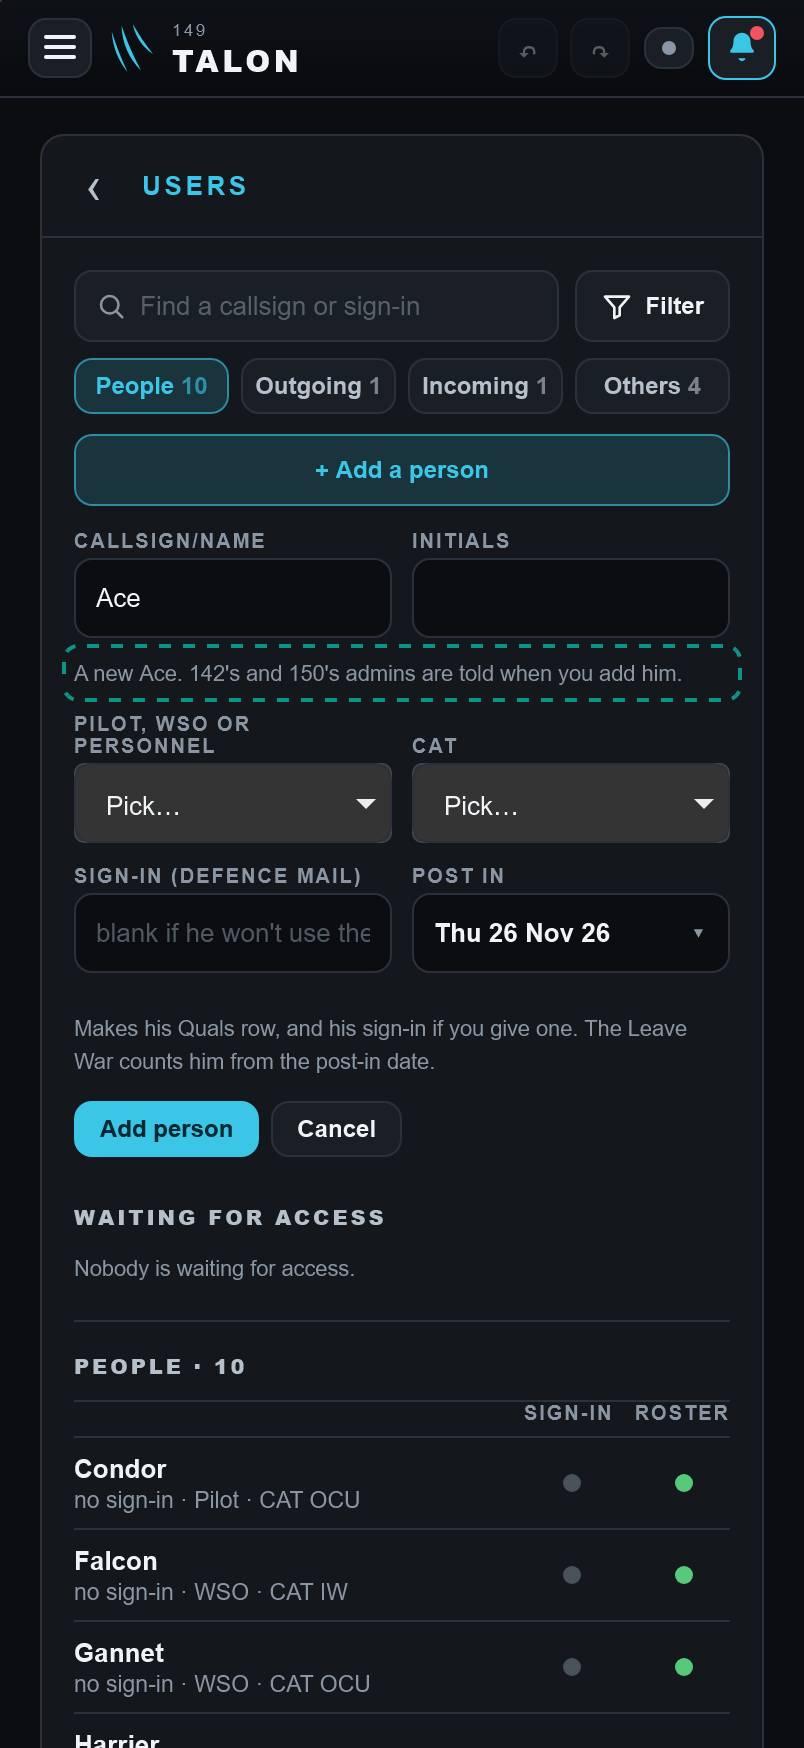 149
TALON
‹ USERS
Find a callsign or sign-in
Filter
People 10
Outgoing 1
Incoming 1
Others 4
+ Add a person
CALLSIGN/NAME
INITIALS
Ace
A new Ace. 142's and 150's admins are told when you add him.
PILOT, WSO OR
PERSONNEL
CAT
Pick...
Pick...
SIGN-IN (DEFENCE MAIL)
POST IN
blank if he won't use the
Thu 26 Nov 26
Makes his Quals row, and his sign-in if you give one. The Leave
War counts him from the post-in date.
Add person
Cancel
WAITING FOR ACCESS
Nobody is waiting for access.
PEOPLE · 10
SIGN-IN ROSTER
Condor
no sign-in · Pilot · CAT OCU
Falcon
no sign-in · WSO · CAT IW
Gannet
no sign-in · WSO · CAT OCU
Harrier